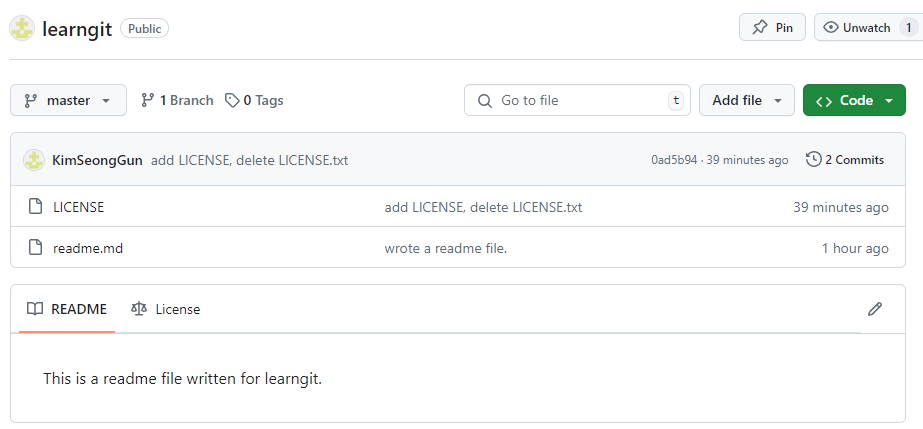 learngit Public Pin Unwatch 1
master 1 Branch 0 Tags Go to file t Add file Code
KimSeongGun add LICENSE, delete LICENSE.txt 0ad5b94 · 39 minutes ago 2 Commits
LICENSE add LICENSE, delete LICENSE.txt 39 minutes ago
readme.md wrote a readme file. 1 hour ago
README License
This is a readme file written for learngit.